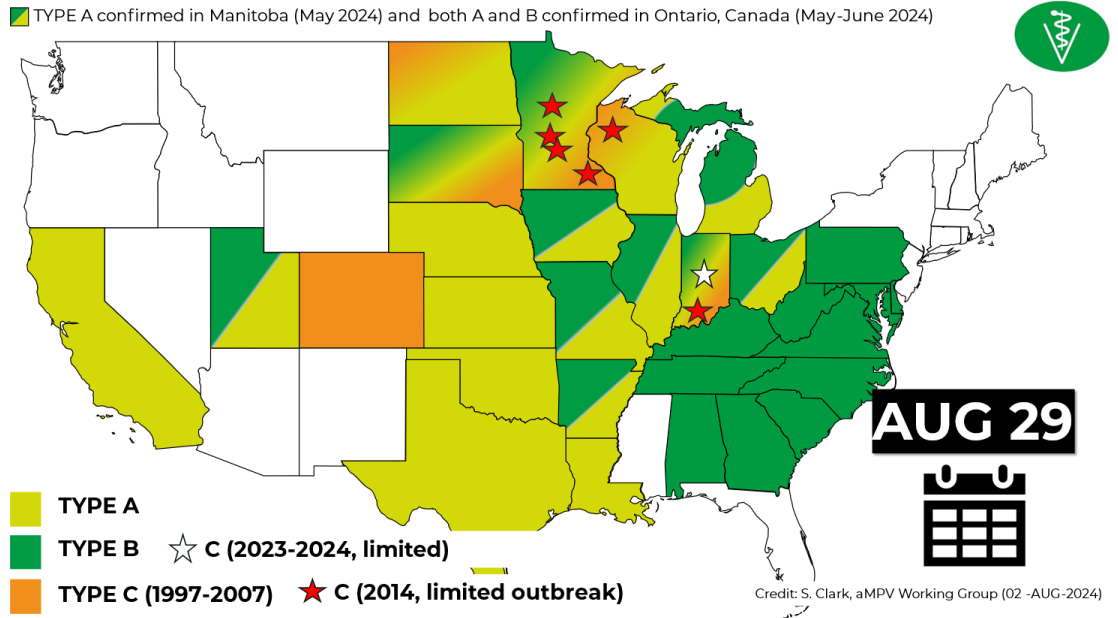 TYPE A confirmed in Manitoba (May 2024) and both A and B confirmed in Ontario, Canada (May-June 2024)
AUG 29
TYPE A
TYPE B
C (2023-2024, limited)
TYPE C (1997-2007)
C (2014, limited outbreak)
Credit: S. Clark, aMPV Working Group (02 -AUG-2024)